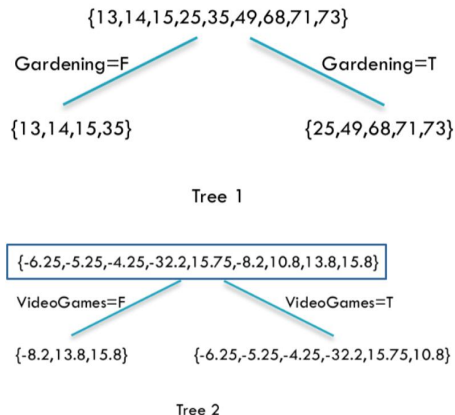 {13,14,15,25,35,49,68,71,73}
Gardening=F Gardening=T
{13,14,15,35} {25,49,68,71,73}
Tree 1
{-6.25,-5.25,-4.25,-32.2,15.75,-8.2,10.8,13.8,15.8}
VideoGames=F VideoGames=T
{-8.2,13.8,15.8} {-6.25,-5.25,-4.25,-32.2,15.75,10.8}
Tree 2